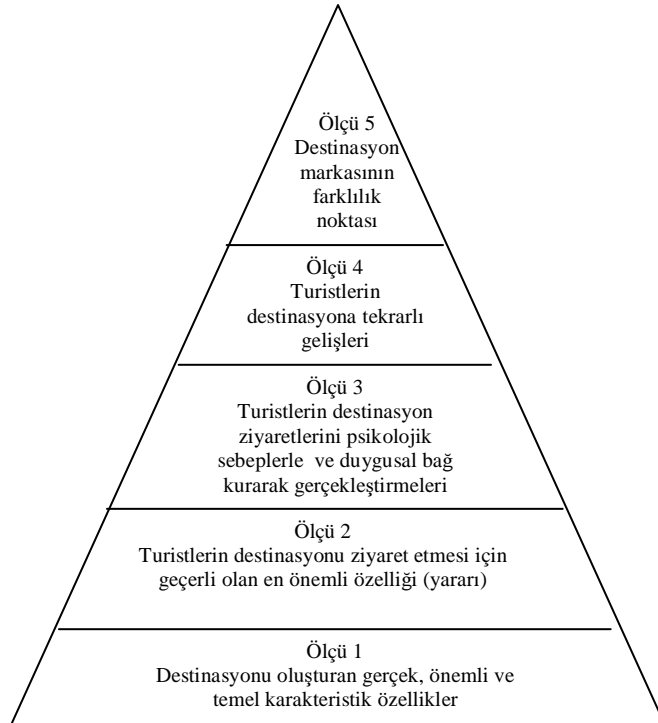 Ölçü 5
Destinasyon
markasının
farklılık
noktası
Ölçü 4
Turistlerin
destinasyona tekrarlı
gelişleri
Ölçü 3
Turistlerin destinasyon
ziyaretlerini psikolojik
sebeplerle ve duygusal bağ
kurarak gerçekleştirmeleri
Ölçü 2
Turistlerin destinasyonu ziyaret etmesi için
geçerli olan en önemli özelliği (yararı)
Ölçü 1
Destinasyonu oluşturan gerçek, önemli ve
temel karakteristik özellikler